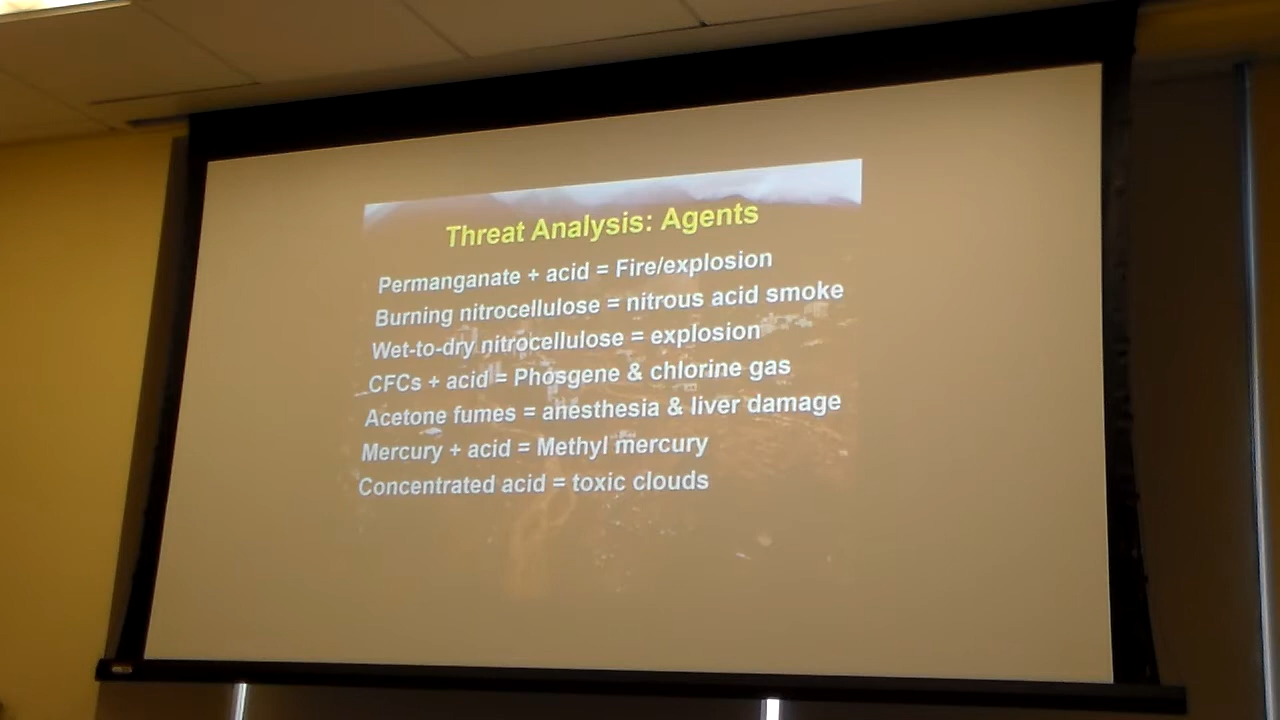 Threat Analysis: Agents
Permanganate + acid = Fire/explosion
Burning nitrocellulose = nitrous acid smoke
Wet-to-dry nitrocellulose = explosion
CFCs + acid = Phosgene & chlorine gas
Acetone fumes = anesthesia & liver damage
Mercury + acid = Methyl mercury
Concentrated acid = toxic clouds